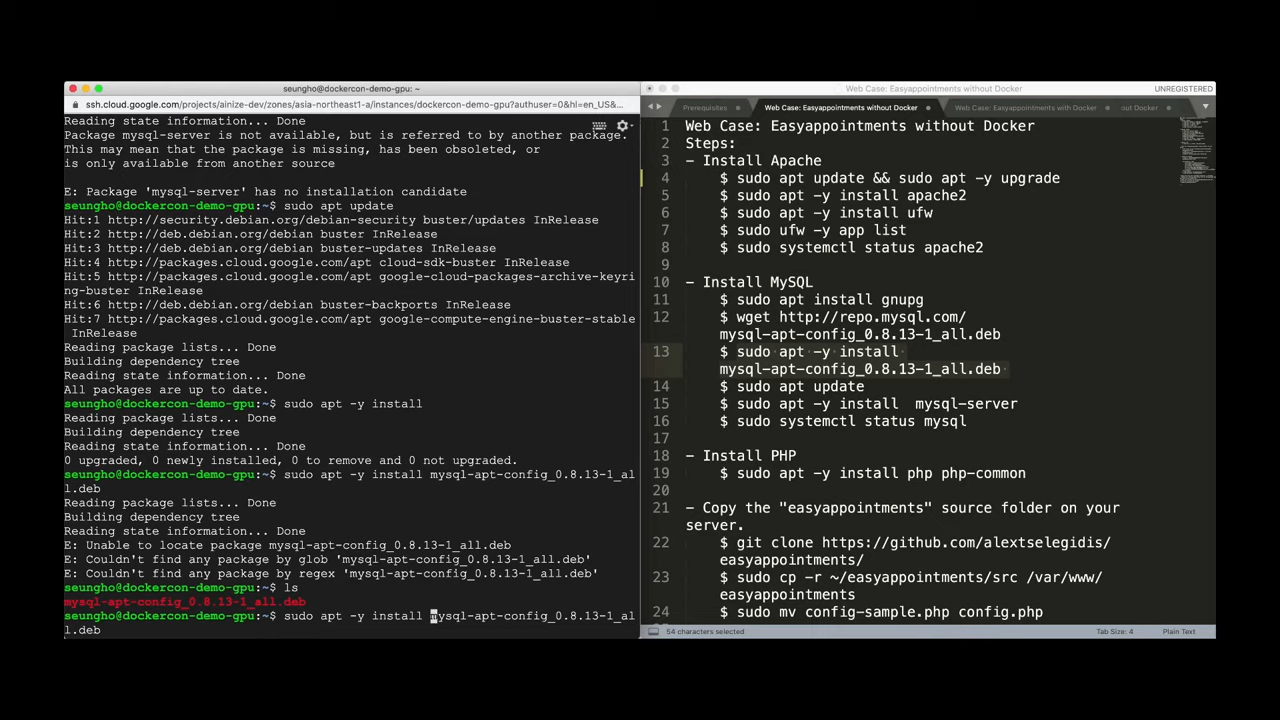 seungho@dockercon-demo-gpu: ~
ssh.cloud.google.com/projects/ainize-dev/zones/asia-northeast1-a/instances/dockercon-demo-gpu?authuser=0&hl=en_US&...
Reading state information... Done
Package mysql-server is not available, but is referred to by another package.
This may mean that the package is missing, has been obsoleted, or
is only available from another source
E: Package 'mysql-server' has no installation candidate
seungho@dockercon-demo-gpu:~$ sudo apt update
Hit:1 http://security.debian.org/debian-security buster/updates InRelease
Hit:2 http://deb.debian.org/debian buster InRelease
Hit:3 http://deb.debian.org/debian buster-updates InRelease
Hit:4 http://packages.cloud.google.com/apt cloud-sdk-buster InRelease
Hit:5 http://packages.cloud.google.com/apt google-cloud-packages-archive-keyri
ng-buster InRelease
Hit:6 http://deb.debian.org/debian buster-backports InRelease
Hit:7 http://packages.cloud.google.com/apt google-compute-engine-buster-stable
InRelease
Reading package lists... Done
Building dependency tree
Reading state information... Done
All packages are up to date.
seungho@dockercon-demo-gpu:~$ sudo apt -y install
Reading package lists... Done
Building dependency tree
Reading state information... Done
0 upgraded, 0 newly installed, 0 to remove and 0 not upgraded.
seungho@dockercon-demo-gpu:~$ sudo apt -y install mysql-apt-config_0.8.13-1_al
l.deb
Reading package lists... Done
Building dependency tree
Reading state information... Done
E: Unable to locate package mysql-apt-config_0.8.13-1_all.deb
E: Couldn't find any package by glob 'mysql-apt-config_0.8.13-1_all.deb'
E: Couldn't find any package by regex 'mysql-apt-config_0.8.13-1_all.deb'
seungho@dockercon-demo-gpu:~$ ls
mysql-apt-config_0.8.13-1_all.deb
seungho@dockercon-demo-gpu:~$ sudo apt -y install mysql-apt-config_0.8.13-1_al
l.deb
Web Case: Easyappointments without Docker
UNREGISTERED
Prerequisites
Web Case: Easyappointments without Docker
Web Case: Easyappointments with Docker
out Docker
1 Web Case: Easyappointments without Docker
2 Steps:
3 - Install Apache
4 $ sudo apt update && sudo apt -y upgrade
5 $ sudo apt -y install apache2
6 $ sudo apt -y install ufw
7 $ sudo ufw -y app list
8 $ sudo systemctl status apache2
9
10 - Install MySQL
11 $ sudo apt install gnupg
12 $ wget http://repo.mysql.com/
mysql-apt-config_0.8.13-1_all.deb
13 $ sudo apt -y install
mysql-apt-config_0.8.13-1_all.deb
14 $ sudo apt update
15 $ sudo apt -y install  mysql-server
16 $ sudo systemctl status mysql
17
18 - Install PHP
19 $ sudo apt -y install php php-common
20
21 - Copy the "easyappointments" source folder on your
server.
22 $ git clone https://github.com/alextselegidis/
easyappointments/
23 $ sudo cp -r ~/easyappointments/src /var/www/
easyappointments
24 $ sudo mv config-sample.php config.php
54 characters selected
Tab Size: 4
Plain Text